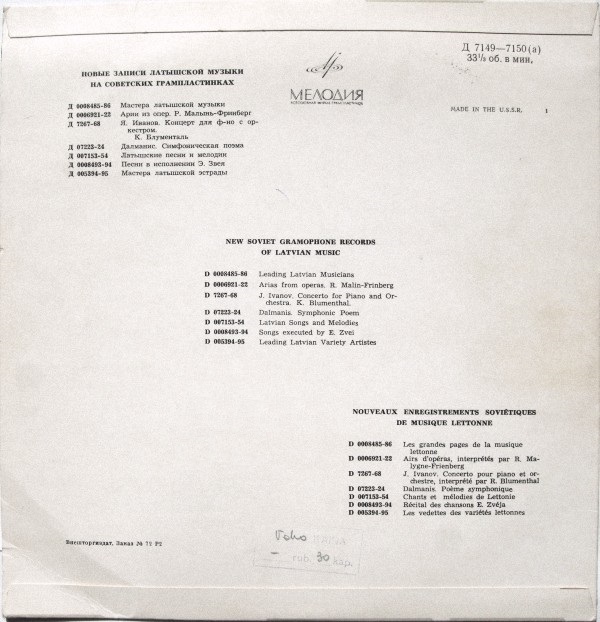 НОВЫЕ ЗАПИСИ ЛАТЫШСКОЙ МУЗЫКИ
НА СОВЕТСКИХ ГРАМПЛАСТИНКАХ
Д 0008485-86 Мастера латышской музыки
Д 0006921-22 Арии из опер. Р. Малынь-Фринберг
Д 7267-68 Я. Иванов. Концерт для ф-но с ор-
кестром.
К. Блументаль
Д 07223-24 Далманис. Симфоническая поэма
Д 007153-54 Латышские песни и мелодии
Д 0008493-94 Песни в исполнении Э. Звея
Д 005394-95 Мастера латышской эстрады
МЕЛОДИЯ
Д 7149—7150(а)
33⅓ об. в мин,
MADE IN THE U.S.S.R. 1
NEW SOVIET GRAMOPHONE RECORDS
OF LATVIAN MUSIC
D 0008485-86 Leading Latvian Musicians
D 0006921-22 Arias from operas. R. Malin-Frinberg
D 7267-68 J. Ivanov. Concerto for Piano and Or-
chestra. K. Blumenthal.
D 07223-24 Dalmanis. Symphonic Poem
D 007153-54 Latvian Songs and Melodies
D 0008493-94 Songs executed by E. Zvei
D 005394-95 Leading Latvian Variety Artistes
NOUVEAUX ENREGISTREMENTS SOVIÉTIQUES
DE MUSIQUE LETTONNE
D 0008485-86 Les grandes pages de la musique
lettonne
D 0006921-22 Airs d'opéras, interprétés par R. Ma-
lygne-Frienberg
D 7267-68 J. Ivanov. Concerto pour piano et or-
chestre, interprété par R. Blumenthal
D 07223-24 Dalmanis. Poème symphonique
D 007153-54 Chants et mélodies de Lettonie
D 0008493-94 Récital des chansons E. Zvéja
D 005394-95 Les vedettes des variétés lettonnes
Внешторгиздат, Заказ № 72 Р2
rub. 30 kap.